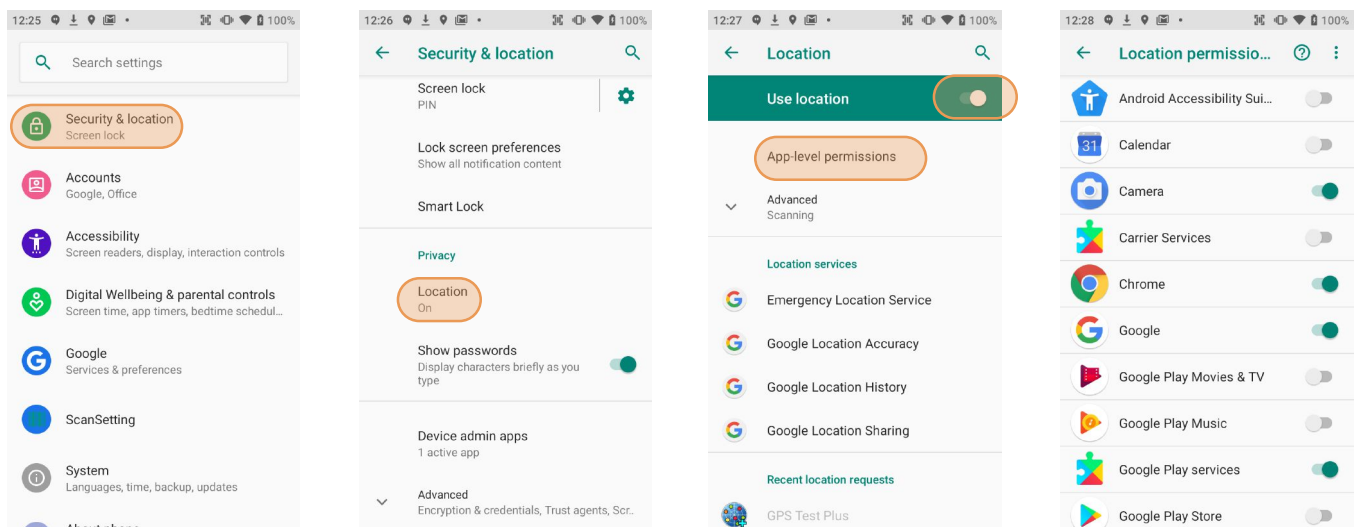 12:25
100%
Search settings
Security & location
Screen lock
Accounts
Google, Office
Accessibility
Screen readers, display, interaction controls
Digital Wellbeing & parental controls
Screen time, app timers, bedtime schedul...
Google
Services & preferences
ScanSetting
System
Languages, time, backup, updates
About phone
12:26
100%
Security & location
Screen lock
PIN
Lock screen preferences
Show all notification content
Smart Lock
Privacy
Location
On
Show passwords
Display characters briefly as you
type
Device admin apps
1 active app
Advanced
Encryption & credentials, Trust agents, Scr..
12:27
100%
Location
Use location
App-level permissions
Advanced
Scanning
Location services
Emergency Location Service
Google Location Accuracy
Google Location History
Google Location Sharing
Recent location requests
GPS Test Plus
12:28
100%
Location permissio...
Android Accessibility Sui...
31
Calendar
Camera
Carrier Services
Chrome
Google
Google Play Movies & TV
Google Play Music
Google Play services
Google Play Store